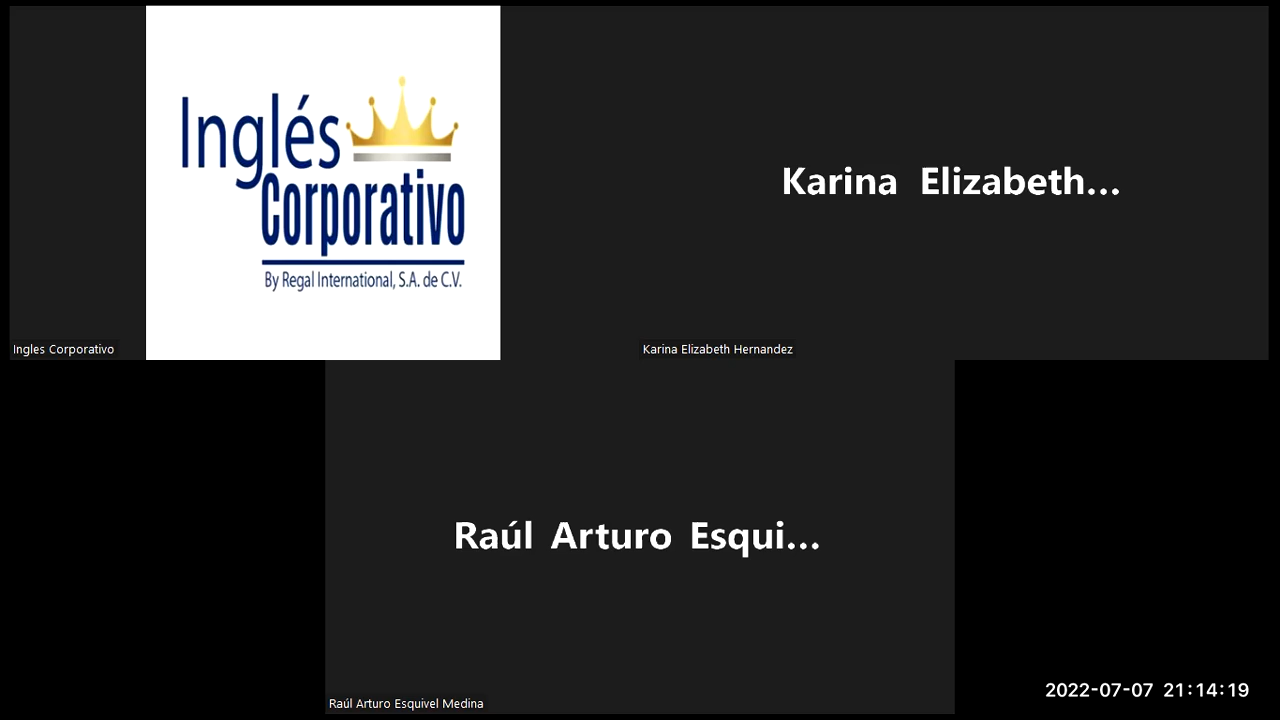 Inglés
Corporativo
By Regal International, S.A. de C.V.
Ingles Corporativo
Karina Elizabeth...
Karina Elizabeth Hernandez
Raúl Arturo Esqui...
Raúl Arturo Esquivel Medina
2022-07-07 21:14:19